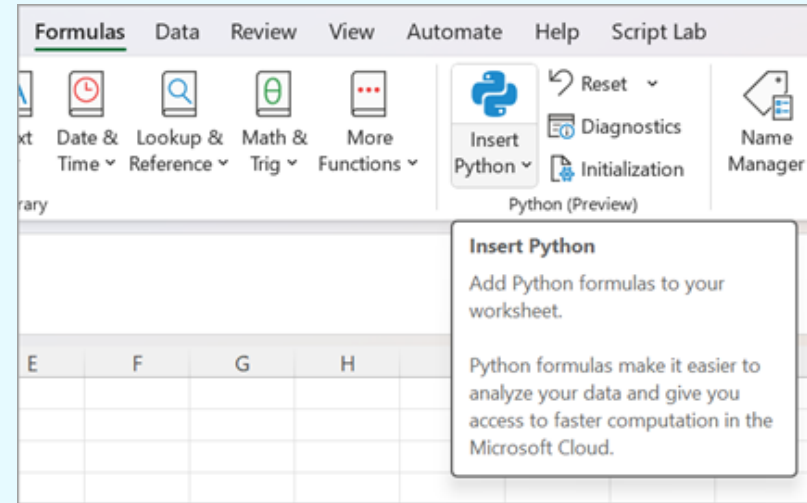 Formulas Data Review View Automate Help Script Lab
Date & Lookup & Math & More Insert Reset Name
Time Reference Trig Functions Python Diagnostics Manager
Initialization
Python (Preview)
Insert Python
Add Python formulas to your
worksheet.
Python formulas make it easier to
analyze your data and give you
access to faster computation in the
Microsoft Cloud.
E F G H